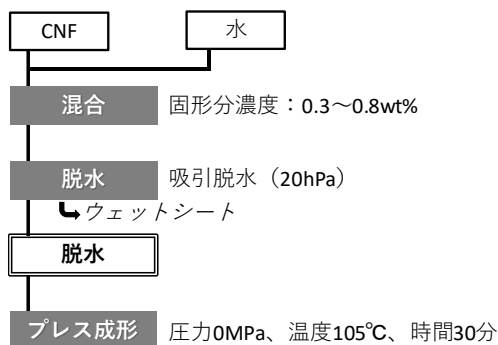 CNF
水
混合 固形分濃度：0.3～0.8wt%
脱水 吸引脱水（20hPa）
ウェットシート
脱水
プレス成形 圧力0MPa、温度105℃、時間30分